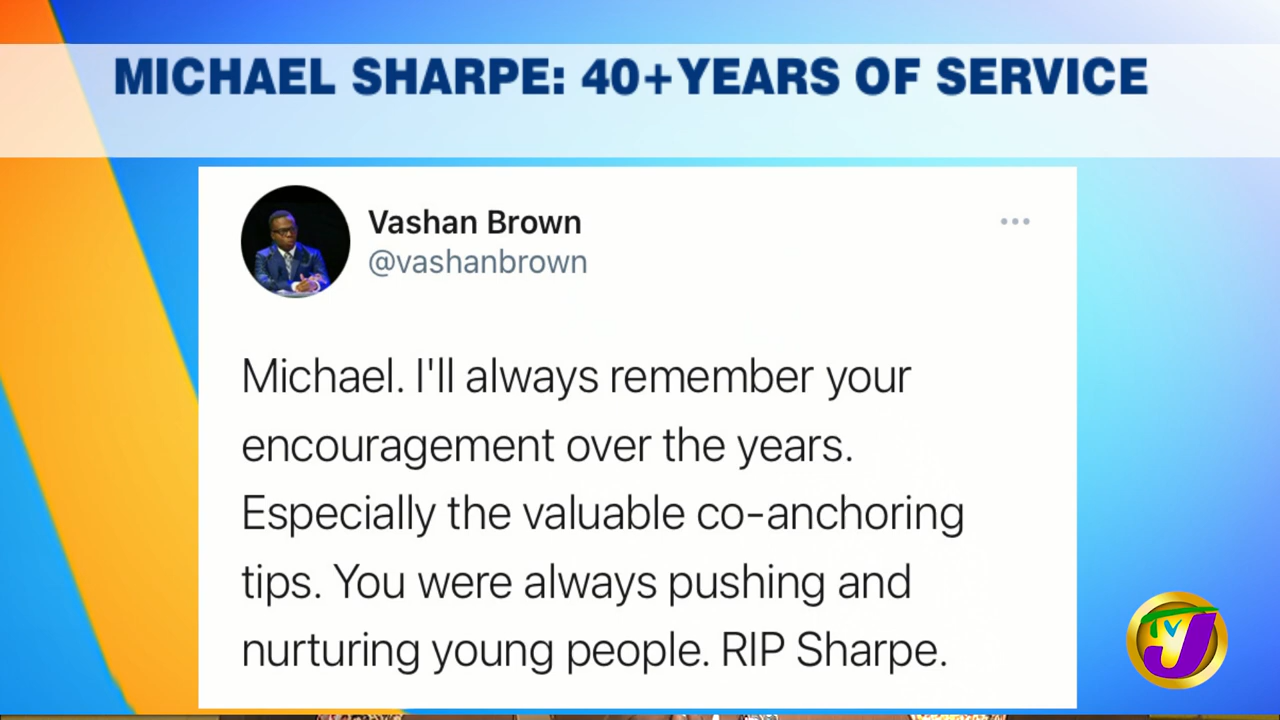 MICHAEL SHARPE: 40+YEARS OF SERVICE
Vashan Brown
@vashanbrown
Michael. I'll always remember your
encouragement over the years.
Especially the valuable co-anchoring
tips. You were always pushing and
nurturing young people. RIP Sharpe.
TVJ